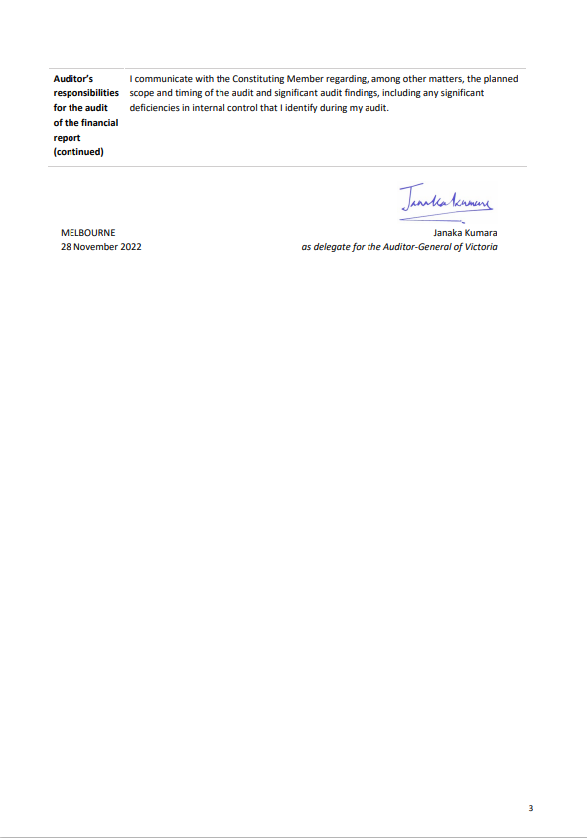 Auditor's
responsibilities
for the audit
of the financial
report
(continued)
I communicate with the Constituting Member regarding, among other matters, the planned
scope and timing of the audit and significant audit findings, including any significant
deficiencies in internal control that I identify during my audit.
Janaka Kumara
MELBOURNE
28 November 2022
Janaka Kumara
as delegate for the Auditor-General of Victoria
3